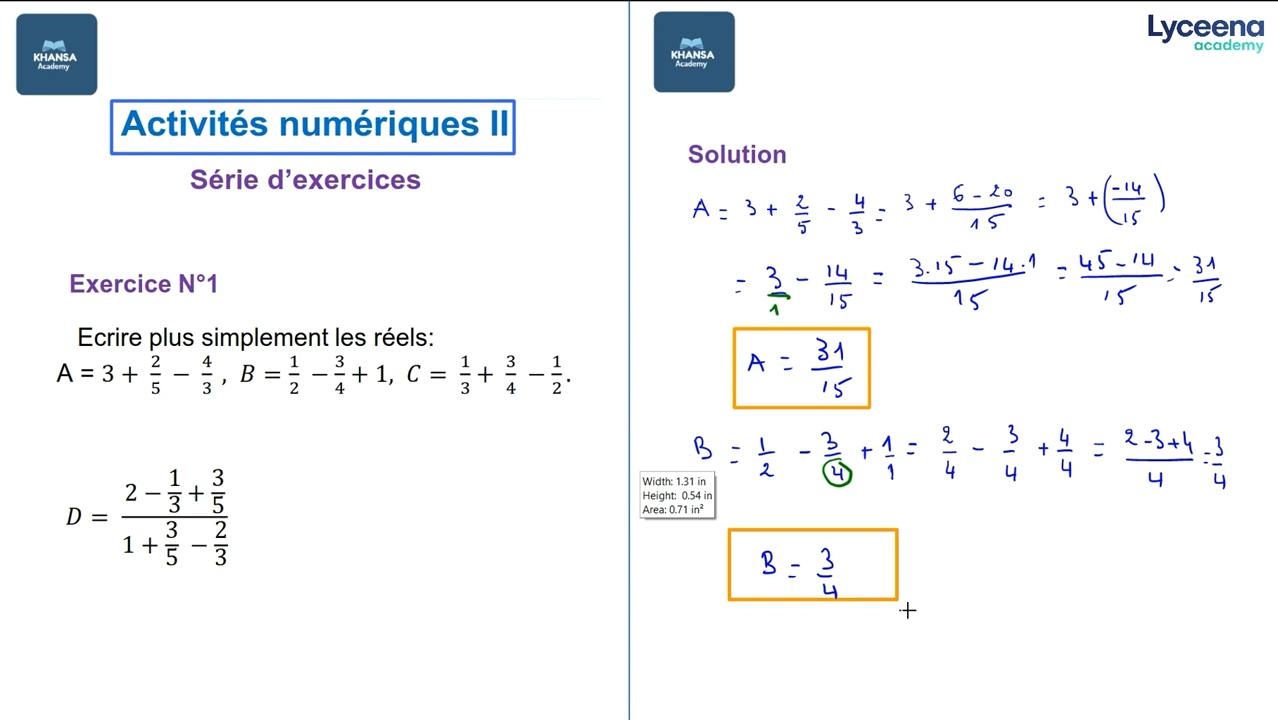 KHANSA
Academy
Activités numériques II
Série d’exercices
Exercice N°1
Ecrire plus simplement les réels:
A = 3 + 2/5 − 4/3 , B = 1/2 − 3/4 + 1, C = 1/3 + 3/4 − 1/2.
D = (2 − 1/3 + 3/5)/(1 + 3/5 − 2/3)
KHANSA
Academy
Lyceena
academy
Solution
A = 3 + 2/5 − 4/3 = 3 + (6 − 20)/15 = 3 + (−14/15)
= 3/1 − 14/15 = (3.15 − 14.1)/15 = (45 − 14)/15 = 31/15
A = 31/15
B = 1/2 − 3/4 + 1/1 = 2/4 − 3/4 + 4/4 = (2 − 3 + 4)/4 = 3/4
Width: 1.31 in
Height: 0.54 in
Area: 0.71 in²
B = 3/4